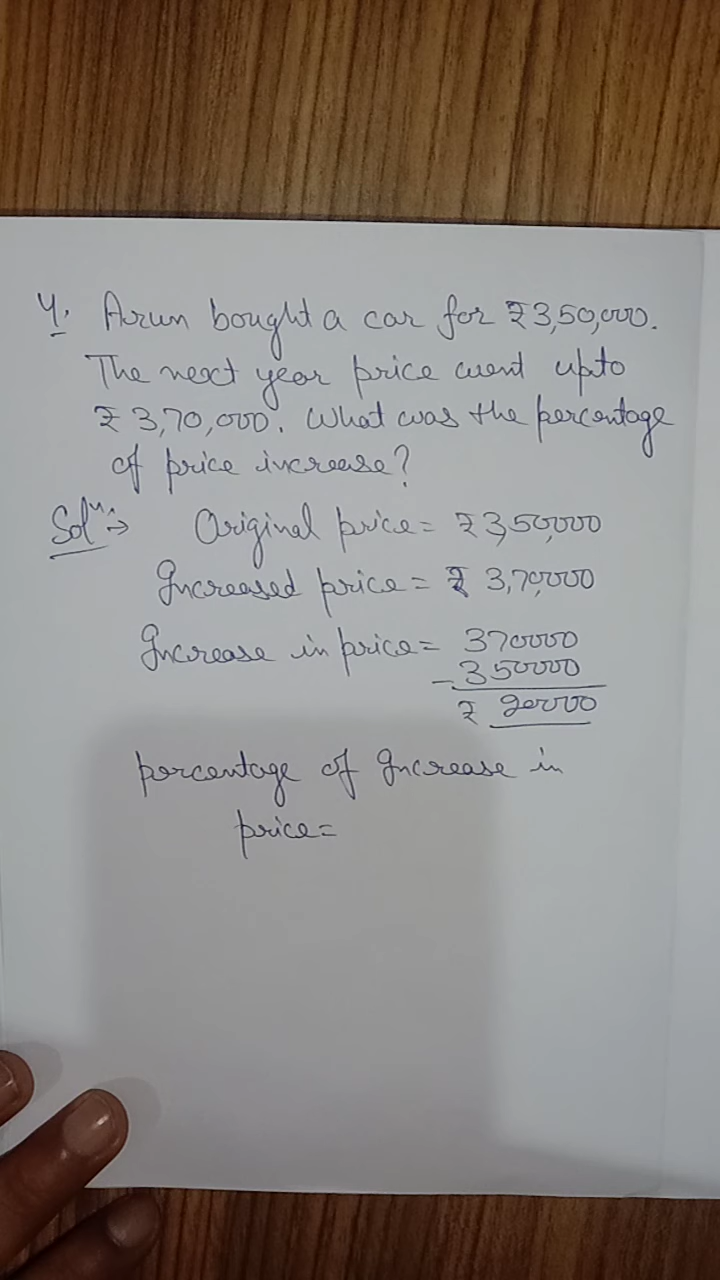 4. Arun bought a car for ₹3,50,000.
The next year price went upto
₹ 3,70,000. What was the percentage
of price increase?
Solⁿ:→ Original price = ₹3,50,000
Increased price = ₹ 3,70,000
Increase in price = 370000
- 350000
₹ 20000
percentage of Increase in
price =